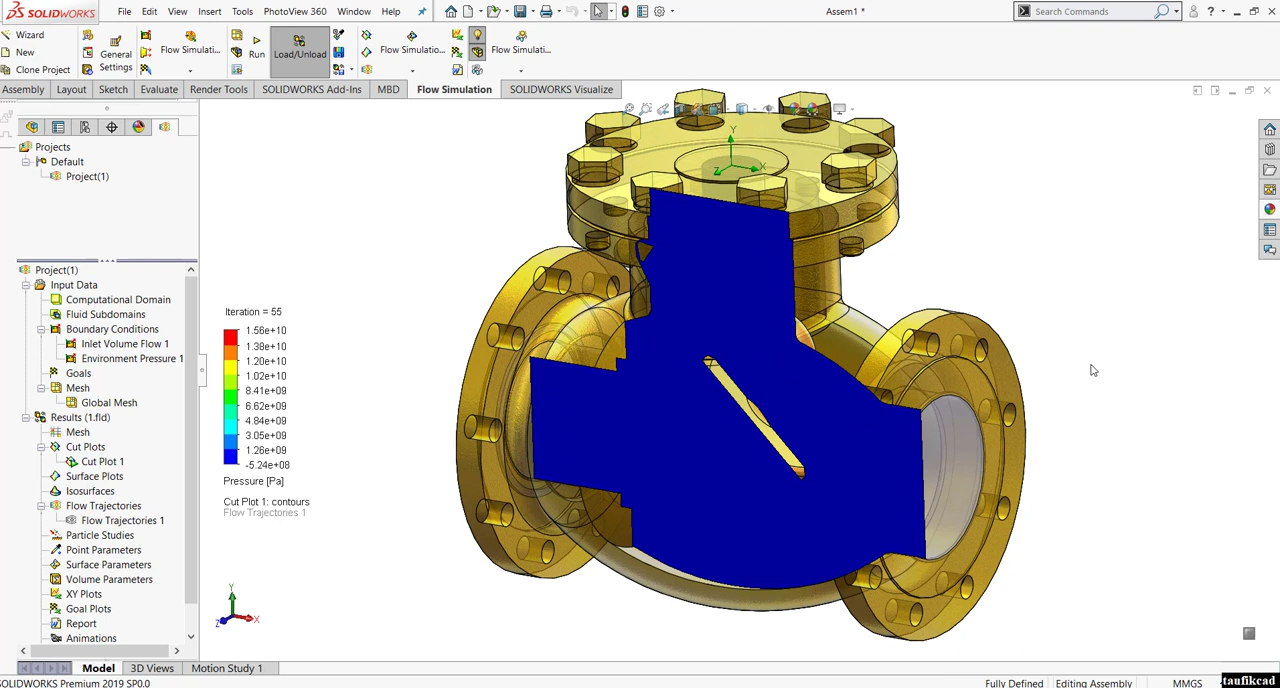 SOLIDWORKS File Edit View Insert Tools PhotoView 360 Window Help Assem1 * Search Commands ?
Wizard
New
Clone Project
General Settings
Flow Simulati...
Run
Load/Unload
Flow Simulatio...
Flow Simulati...
Assembly Layout Sketch Evaluate Render Tools SOLIDWORKS Add-Ins MBD Flow Simulation SOLIDWORKS Visualize
Projects
Default
Project(1)
Project(1)
Input Data
Computational Domain
Fluid Subdomains
Boundary Conditions
Inlet Volume Flow 1
Environment Pressure 1
Goals
Mesh
Global Mesh
Results (1.fld)
Mesh
Cut Plots
Cut Plot 1
Surface Plots
Isosurfaces
Flow Trajectories
Flow Trajectories 1
Particle Studies
Point Parameters
Surface Parameters
Volume Parameters
XY Plots
Goal Plots
Report
Animations
Iteration = 55
1.56e+10
1.38e+10
1.20e+10
1.02e+10
8.41e+09
6.62e+09
4.84e+09
3.05e+09
1.26e+09
-5.24e+08
Pressure [Pa]
Cut Plot 1: contours
Flow Trajectories 1
Y
Z
X
Y
Z
X
Model 3D Views Motion Study 1
SOLIDWORKS Premium 2019 SP0.0 Fully Defined Editing Assembly MMGS
taufikcad